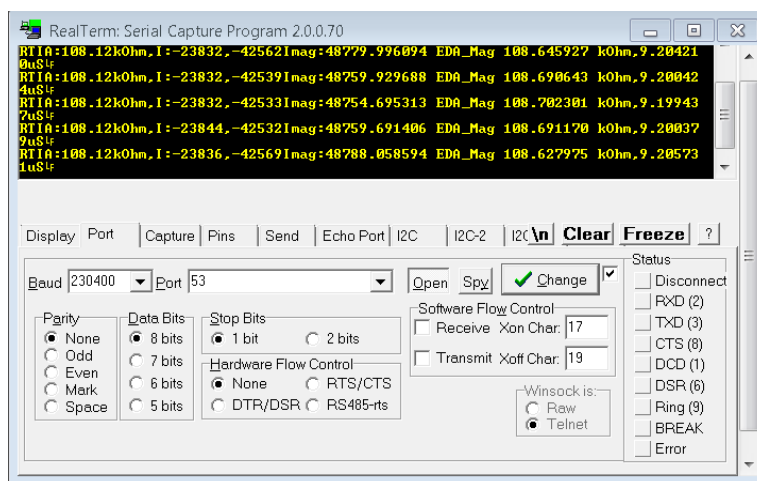 RealTerm: Serial Capture Program 2.0.0.70
RTIA:108.12kOhm,I:-23832,-42562Imag:48779.996094 EDA_Mag 108.645927 kOhm,9.20421
0uSLF
RTIA:108.12kOhm,I:-23832,-42539Imag:48759.929688 EDA_Mag 108.690643 kOhm,9.20042
4uSLF
RTIA:108.12kOhm,I:-23832,-42533Imag:48754.695313 EDA_Mag 108.702301 kOhm,9.19943
7uSLF
RTIA:108.12kOhm,I:-23844,-42532Imag:48759.691406 EDA_Mag 108.691170 kOhm,9.20037
9uSLF
RTIA:108.12kOhm,I:-23836,-42569Imag:48788.058594 EDA_Mag 108.627975 kOhm,9.20573
1uSLF
Display Port Capture Pins Send Echo Port I2C I2C-2 I2C \n Clear Freeze ?
Baud 230400 Port 53 Open Spy Change
Parity
None
Odd
Even
Mark
Space
Data Bits
8 bits
7 bits
6 bits
5 bits
Stop Bits
1 bit 2 bits
Hardware Flow Control
None RTS/CTS
DTR/DSR RS485-rts
Software Flow Control
Receive Xon Char: 17
Transmit Xoff Char: 19
Winsock is:
Raw
Telnet
Status
Disconnect
RXD (2)
TXD (3)
CTS (8)
DCD (1)
DSR (6)
Ring (9)
BREAK
Error